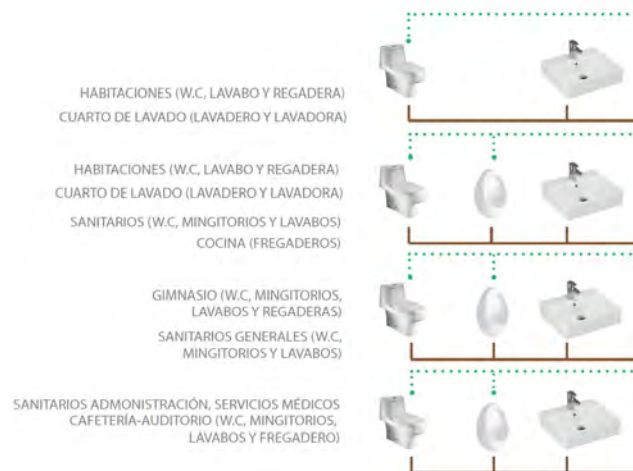 HABITACIONES (W.C, LAVABO Y REGADERA)
CUARTO DE LAVADO (LAVADERO Y LAVADORA)
HABITACIONES (W.C, LAVABO Y REGADERA)
CUARTO DE LAVADO (LAVADERO Y LAVADORA)
SANITARIOS (W.C, MINGITORIOS Y LAVABOS)
COCINA (FREGADEROS)
GIMNASIO (W.C, MINGITORIOS,
LAVABOS Y REGADERAS)
SANITARIOS GENERALES (W.C,
MINGITORIOS Y LAVABOS)
SANITARIOS ADMONISTRACIÓN, SERVICIOS MÉDICOS
CAFETERÍA-AUDITORIO (W.C, MINGITORIOS,
LAVABOS Y FREGADERO)